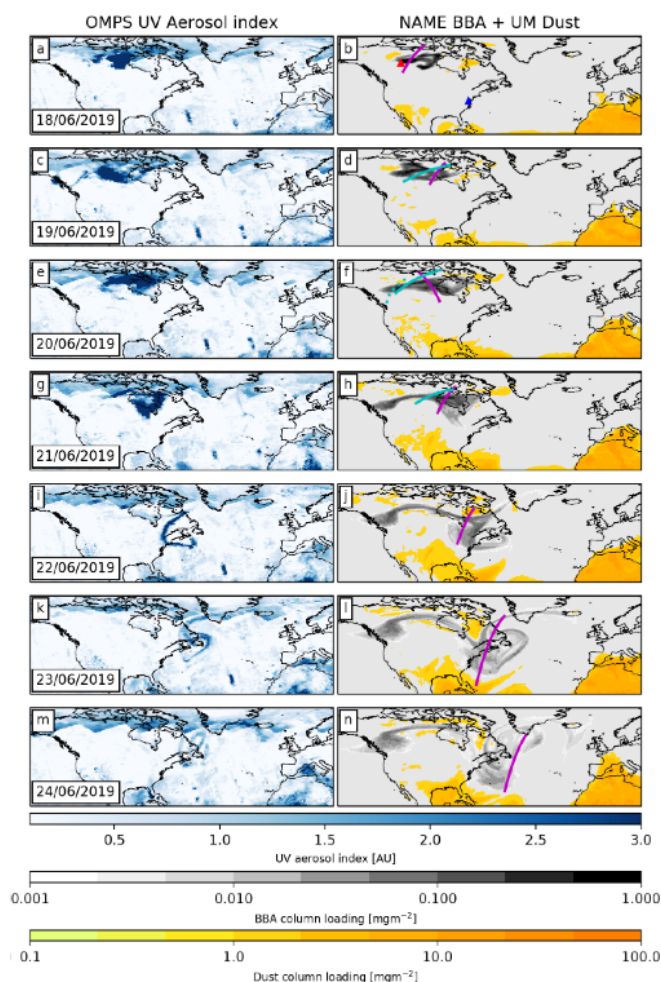 OMPS UV Aerosol index
NAME BBA + UM Dust
a
18/06/2019
b
c
19/06/2019
d
e
20/06/2019
f
g
21/06/2019
h
i
22/06/2019
j
k
23/06/2019
l
m
24/06/2019
n
0.5 1.0 1.5 2.0 2.5 3.0
UV aerosol index [AU]
0.001 0.010 0.100 1.000
BBA column loading [mgm⁻²]
0.1 1.0 10.0 100.0
Dust column loading [mgm⁻²]